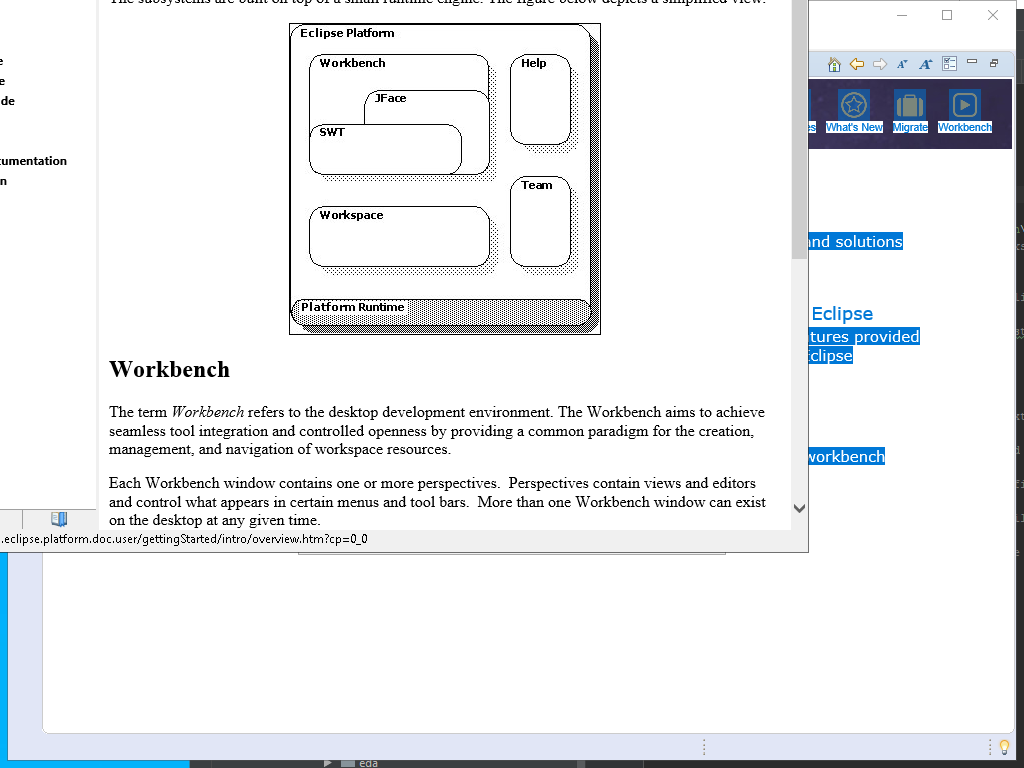 The subsystems are built on top of a small runtime engine. The figure below depicts a simplified view.
Eclipse Platform
Workbench
Help
JFace
SWT
Team
Workspace
Platform Runtime
de
cumentation
Workbench
The term Workbench refers to the desktop development environment. The Workbench aims to achieve
seamless tool integration and controlled openness by providing a common paradigm for the creation,
management, and navigation of workspace resources.
Each Workbench window contains one or more perspectives. Perspectives contain views and editors
and control what appears in certain menus and tool bars. More than one Workbench window can exist
on the desktop at any given time.
.eclipse.platform.doc.user/gettingStarted/intro/overview.htm?cp=0_0
What's New
Migrate
Workbench
and solutions
Eclipse
tures provided
Eclipse
workbench
eda